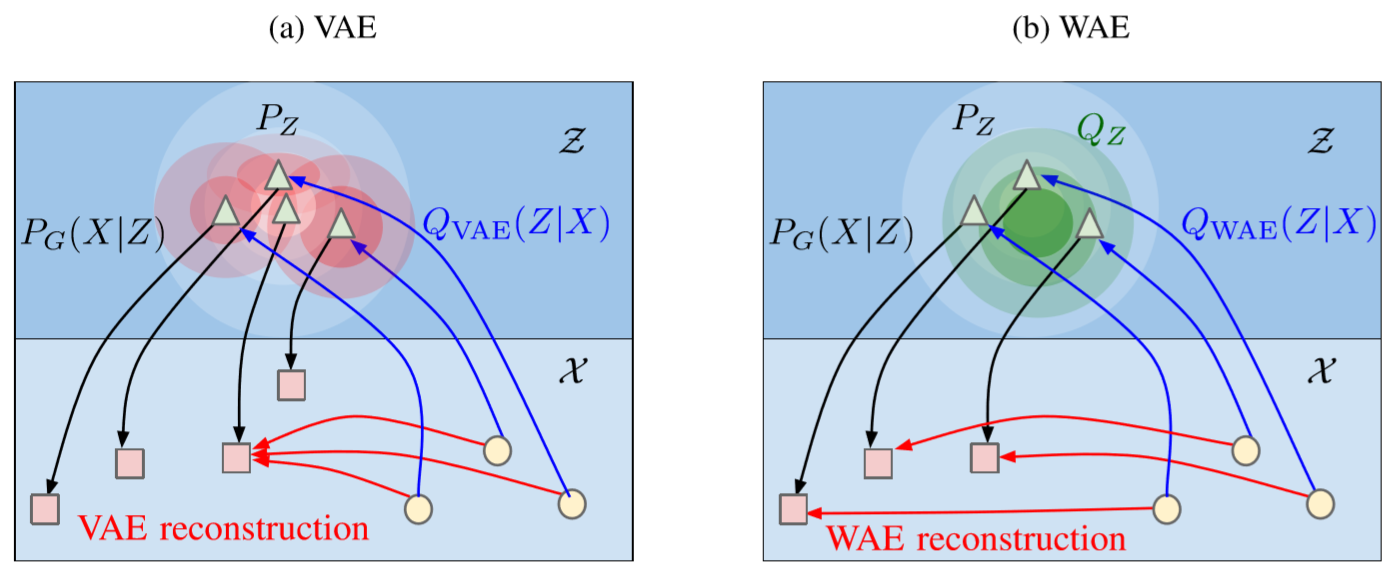 (a) VAE
P_Z
𝒵
P_G(X|Z)
Q_VAE(Z|X)
𝒳
VAE reconstruction
(b) WAE
P_Z
Q_Z
𝒵
P_G(X|Z)
Q_WAE(Z|X)
𝒳
WAE reconstruction